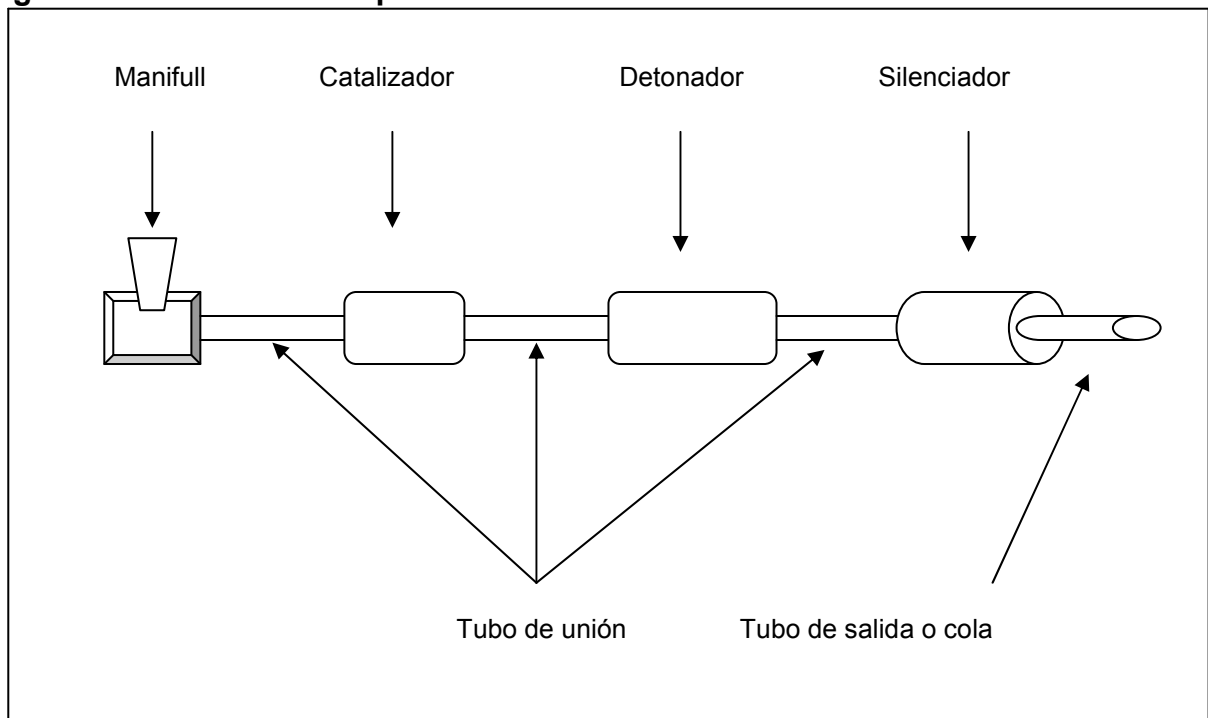 Manifull Catalizador Detonador Silenciador
Tubo de unión Tubo de salida o cola